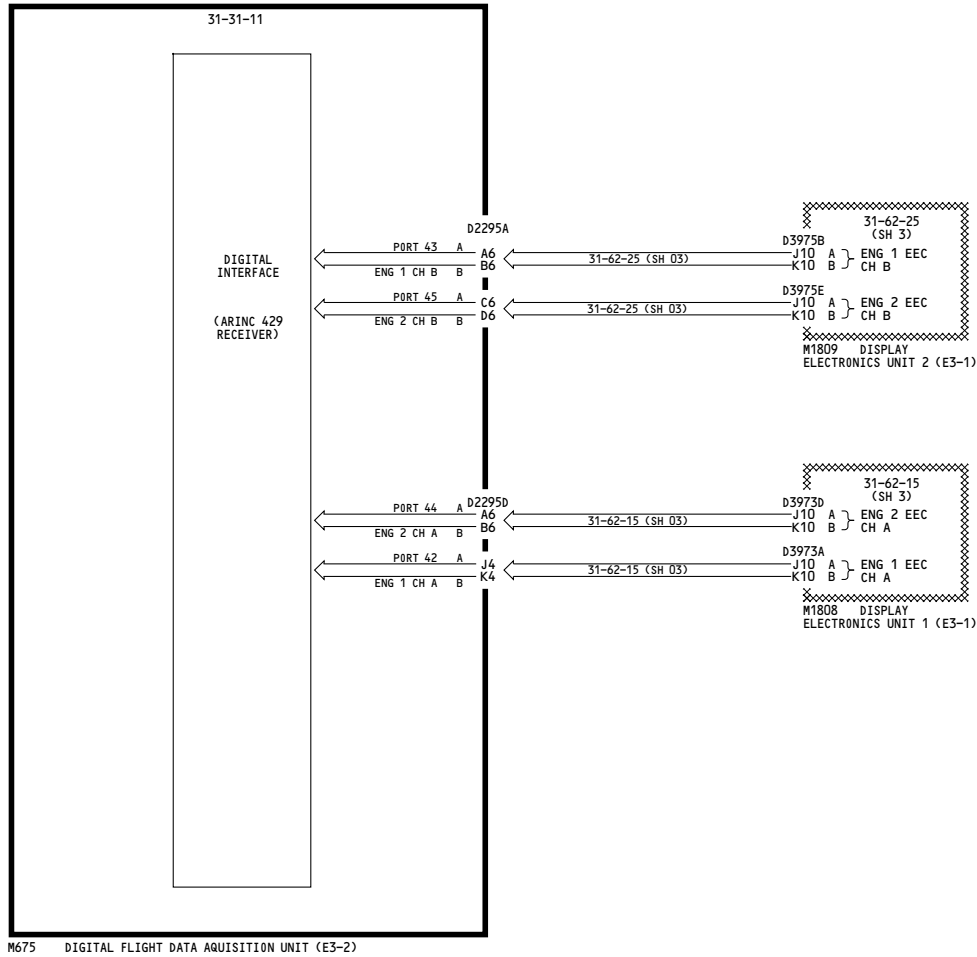 31-31-11
DIGITAL
INTERFACE
(ARINC 429
RECEIVER)
D2295A
PORT 43 A A6
ENG 1 CH B B B6
31-62-25 (SH 03)
PORT 45 A C6
ENG 2 CH B B D6
31-62-25 (SH 03)
31-62-25
(SH 3)
D3975B
J10 A ENG 1 EEC
K10 B CH B
D3975E
J10 A ENG 2 EEC
K10 B CH B
M1809 DISPLAY
ELECTRONICS UNIT 2 (E3-1)
D2295D
PORT 44 A A6
ENG 2 CH A B B6
31-62-15 (SH 03)
PORT 42 A J4
ENG 1 CH A B K4
31-62-15 (SH 03)
31-62-15
(SH 3)
D3973D
J10 A ENG 2 EEC
K10 B CH A
D3973A
J10 A ENG 1 EEC
K10 B CH A
M1808 DISPLAY
ELECTRONICS UNIT 1 (E3-1)
M675 DIGITAL FLIGHT DATA AQUISITION UNIT (E3-2)